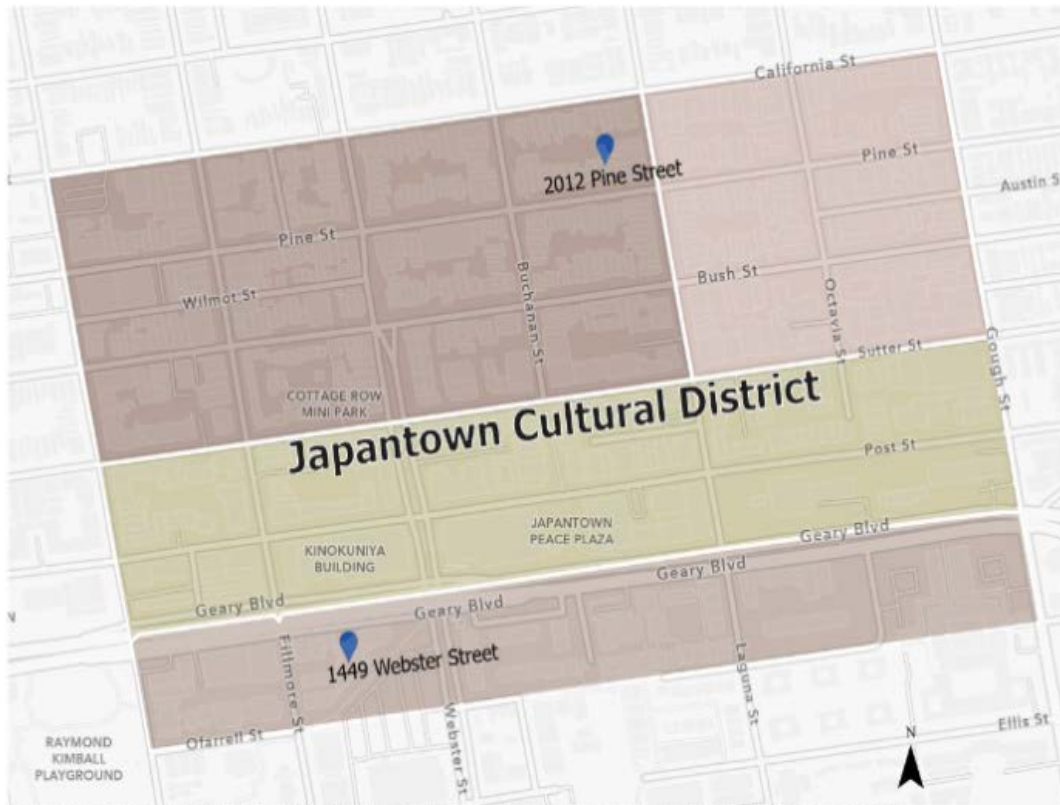 California St
Pine St
2012 Pine Street
Austin S
Pine St
Buchanan St
Bush St
Wilmot St
Octavia St
Sutter St
Gough St
COTTAGE ROW
MINI PARK
Japantown Cultural District
Post St
JAPANTOWN
PEACE PLAZA
KINOKUNIYA
BUILDING
Geary Blvd
Geary Blvd
Geary Blvd
Geary Blvd
N
Fillmore St
1449 Webster Street
Laguna St
Webster St
Ofarrell St
Ellis St
N
RAYMOND
KIMBALL
PLAYGROUND